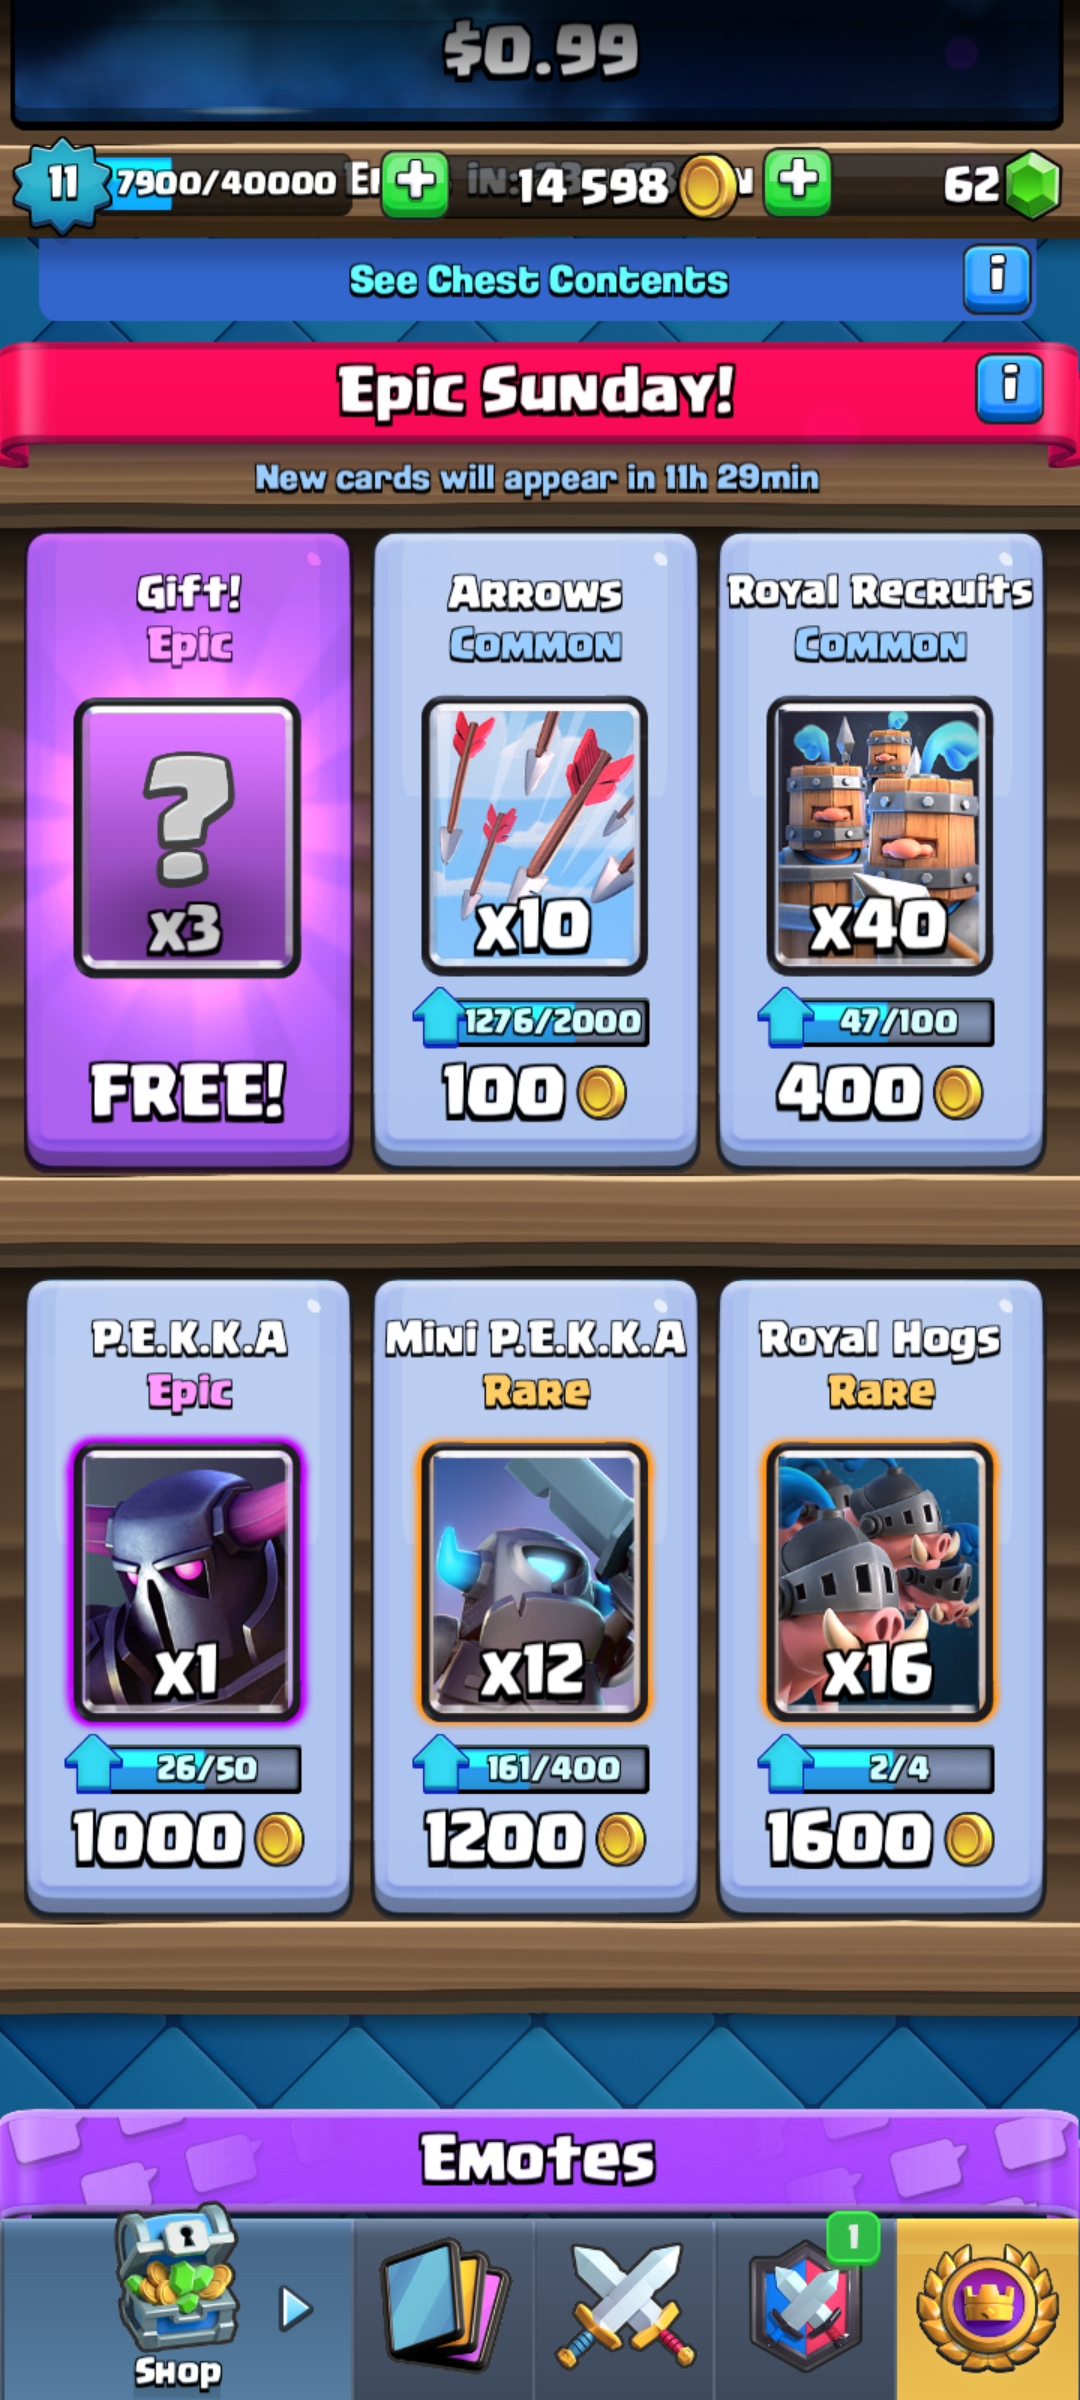 $0.99
11
7900/40000
14 598
62
See Chest Contents
i
Epic Sunday!
i
New cards will appear in 11h 29min
Gift!
Epic
?
x3
FREE!
Arrows
Common
x10
1276/2000
100
Royal Recruits
Common
x40
47/100
400
P.E.K.K.A
Epic
x1
26/50
1000
Mini P.E.K.K.A
Rare
x12
161/400
1200
Royal Hogs
Rare
x16
2/4
1600
Emotes
1
Shop